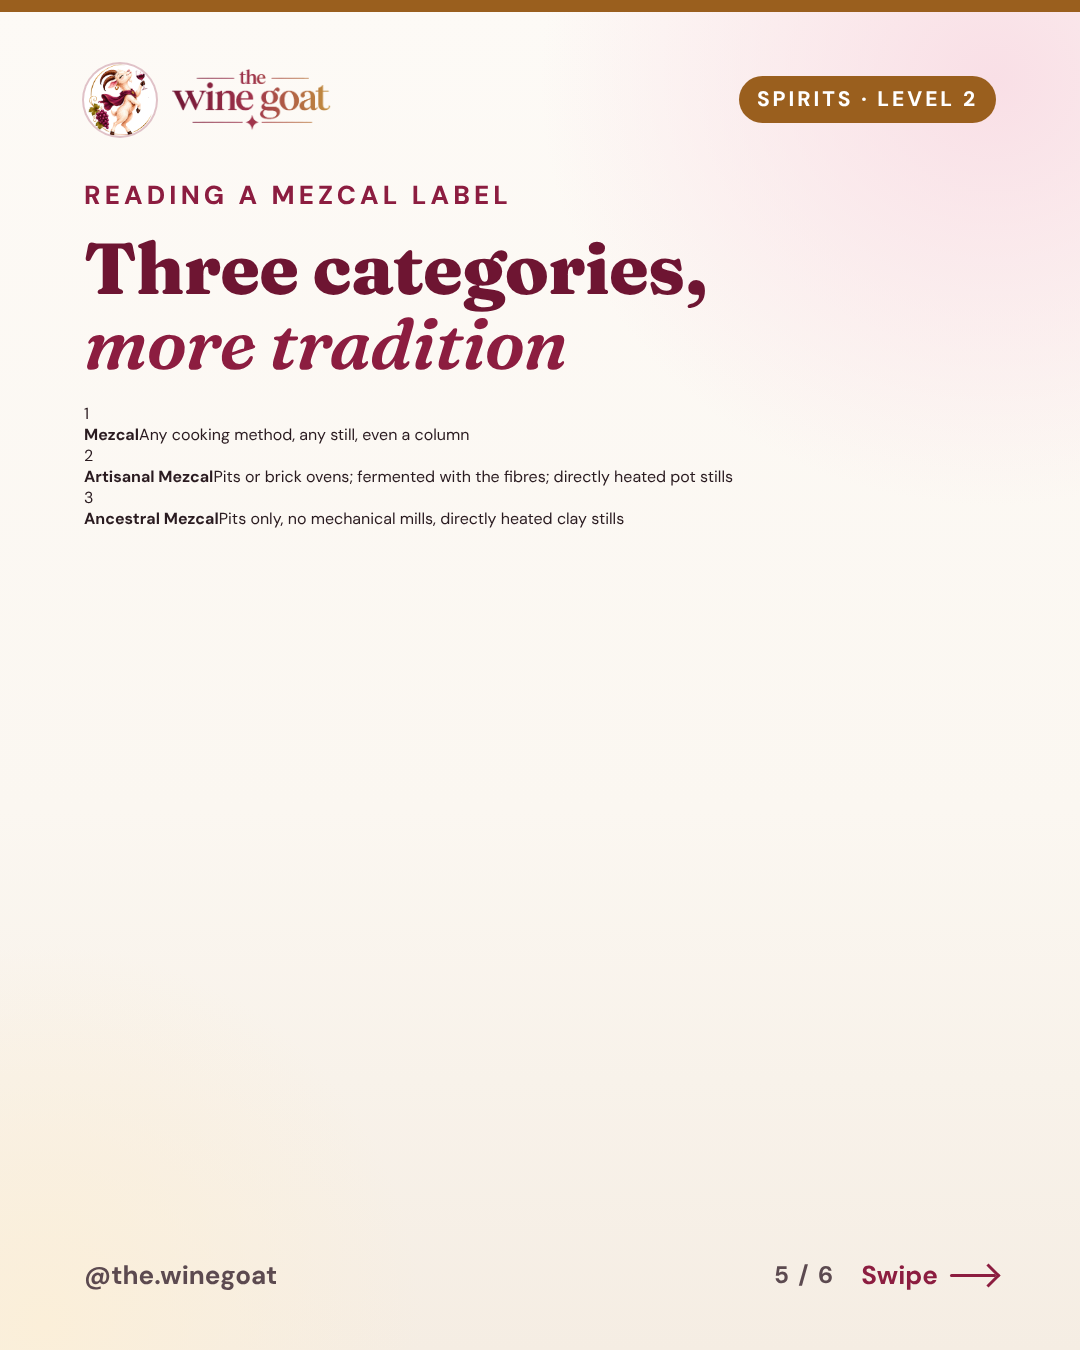 the
wine goat
SPIRITS · LEVEL 2
READING A MEZCAL LABEL
Three categories,
more tradition
1
MezcalAny cooking method, any still, even a column
2
Artisanal MezcalPits or brick ovens; fermented with the fibres; directly heated pot stills
3
Ancestral MezcalPits only, no mechanical mills, directly heated clay stills
@the.winegoat
5 / 6 Swipe